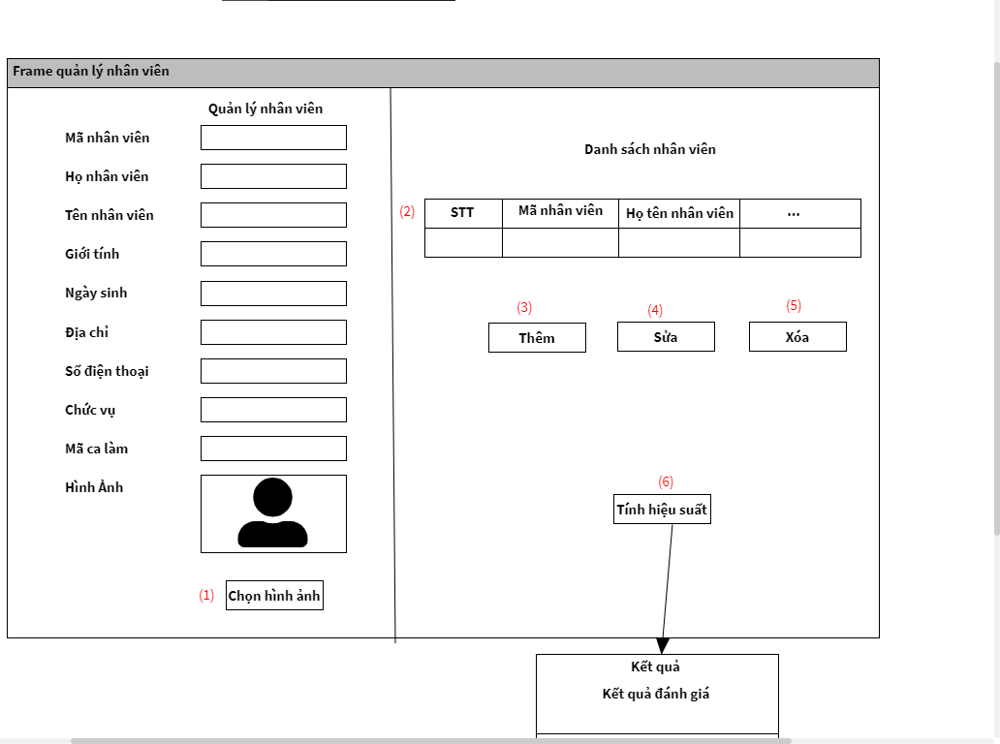 Frame quản lý nhân viên
Quản lý nhân viên
Mã nhân viên
Họ nhân viên
Tên nhân viên
Giới tính
Ngày sinh
Địa chỉ
Số điện thoại
Chức vụ
Mã ca làm
Hình Ảnh
(1) Chọn hình ảnh
Danh sách nhân viên
(2) STT Mã nhân viên Họ tên nhân viên ...
(3) (4) (5)
Thêm Sửa Xóa
(6)
Tính hiệu suất
Kết quả
Kết quả đánh giá